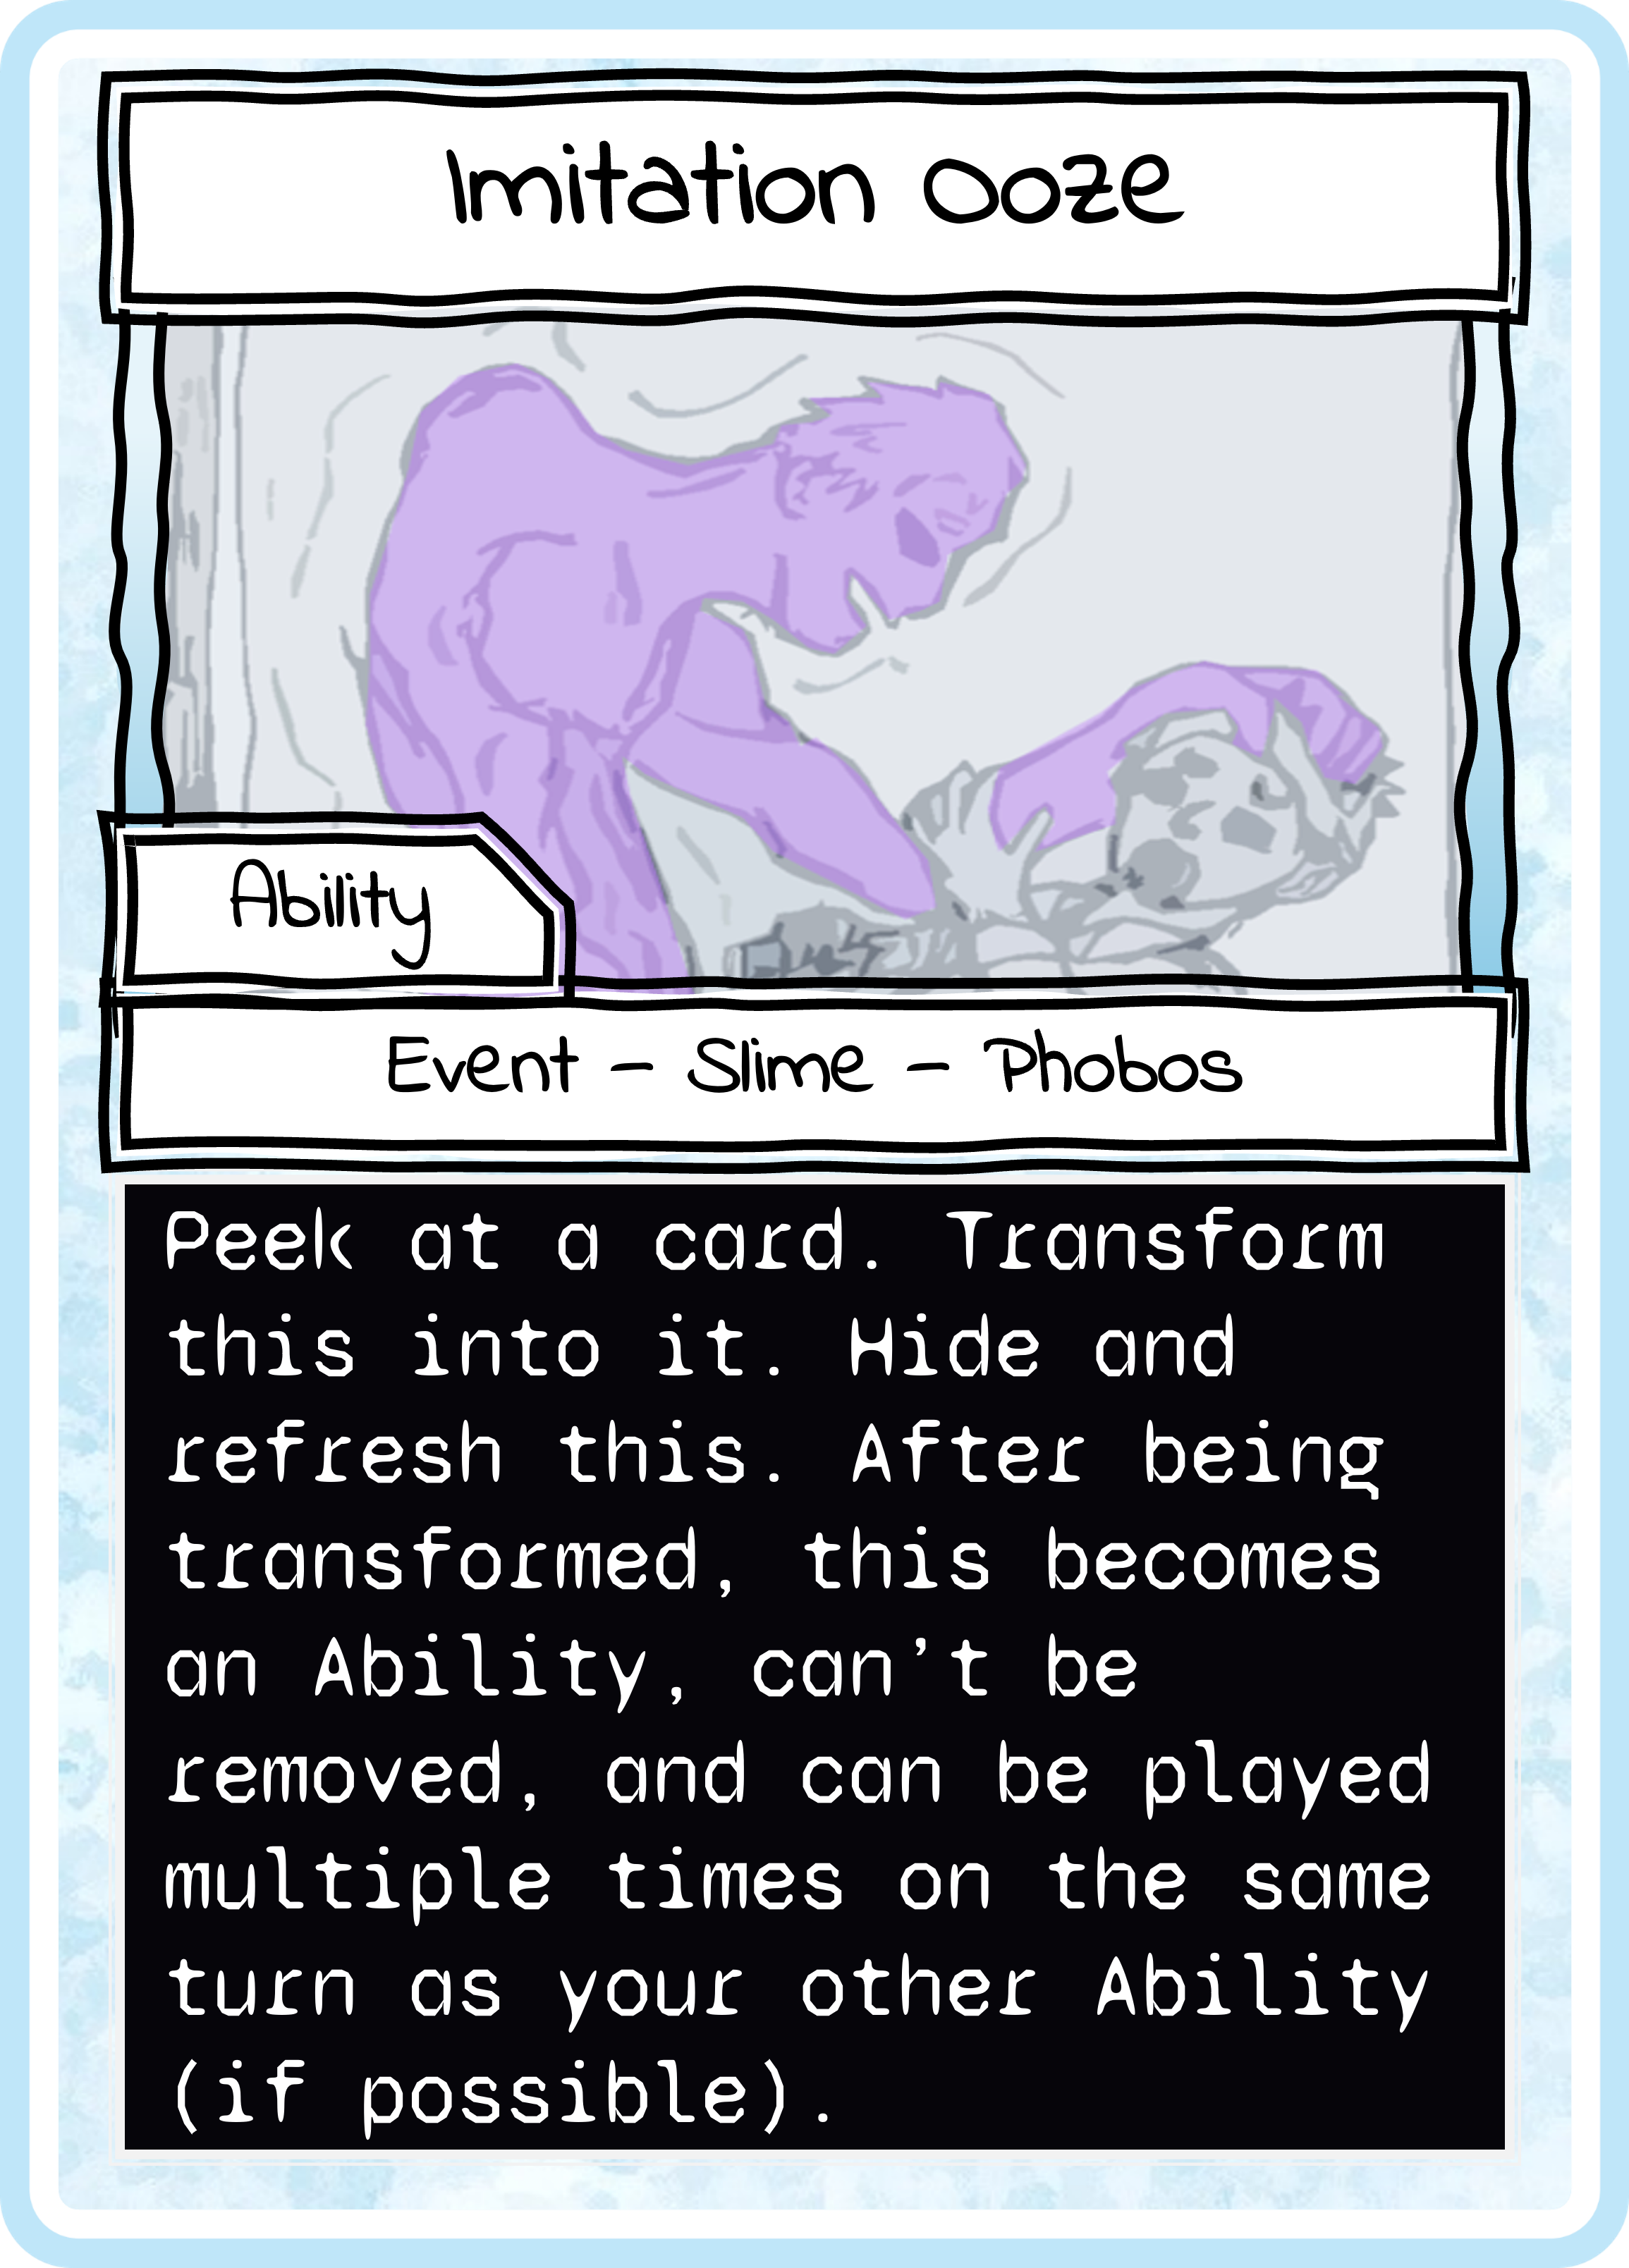 Imitation Ooze
Ability
Event – Slime – Phobos
Peek at a card. Transform
this into it. Hide and
refresh this. After being
transformed, this becomes
an Ability, can't be
removed, and can be played
multiple times on the same
turn as your other Ability
(if possible).